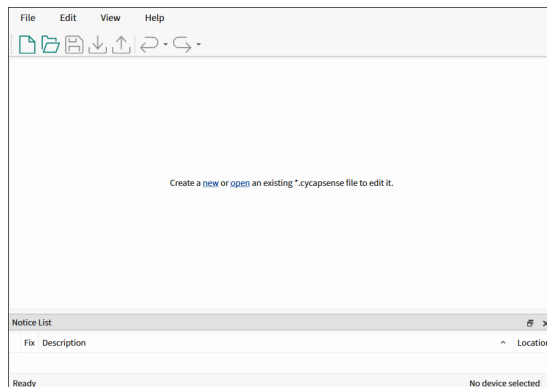 File Edit View Help
Create a new or open an existing *.cycapsense file to edit it.
Notice List
Fix Description Location
Ready No device selected